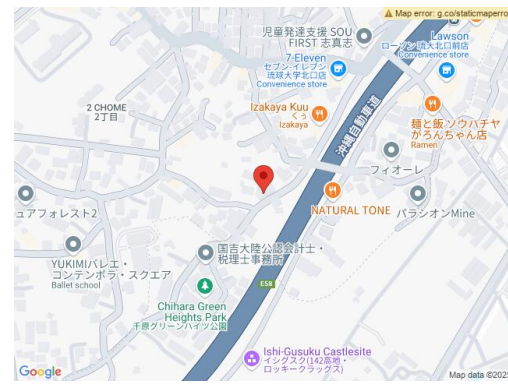 Map error: g.co/staticmaperro
児童発達支援 SOU
FIRST 志真志
Lawson
ローソン 琉大北口前店
Convenience store
7-Eleven
セブン-イレブン
琉球大学北口店
Convenience store
2 CHOME
2丁目
Izakaya Kuu
くぅ
Izakaya
沖縄自動車道
麺と飯 ソウハチヤ
がろんちゃん店
Ramen
フィオーレ
ュアフォレスト2
NATURAL TONE
パラシオンMine
YUKIMIバレエ・
コンテンポラ・スクエア
Ballet school
国吉大陸公認会計士・
税理士事務所
E58
Chihara Green
Heights Park
千原グリーンハイツ公園
Ishi-Gusuku Castlesite
イシグスク(142高地・
ロッキークラッグス)
Google
Map data ©2025